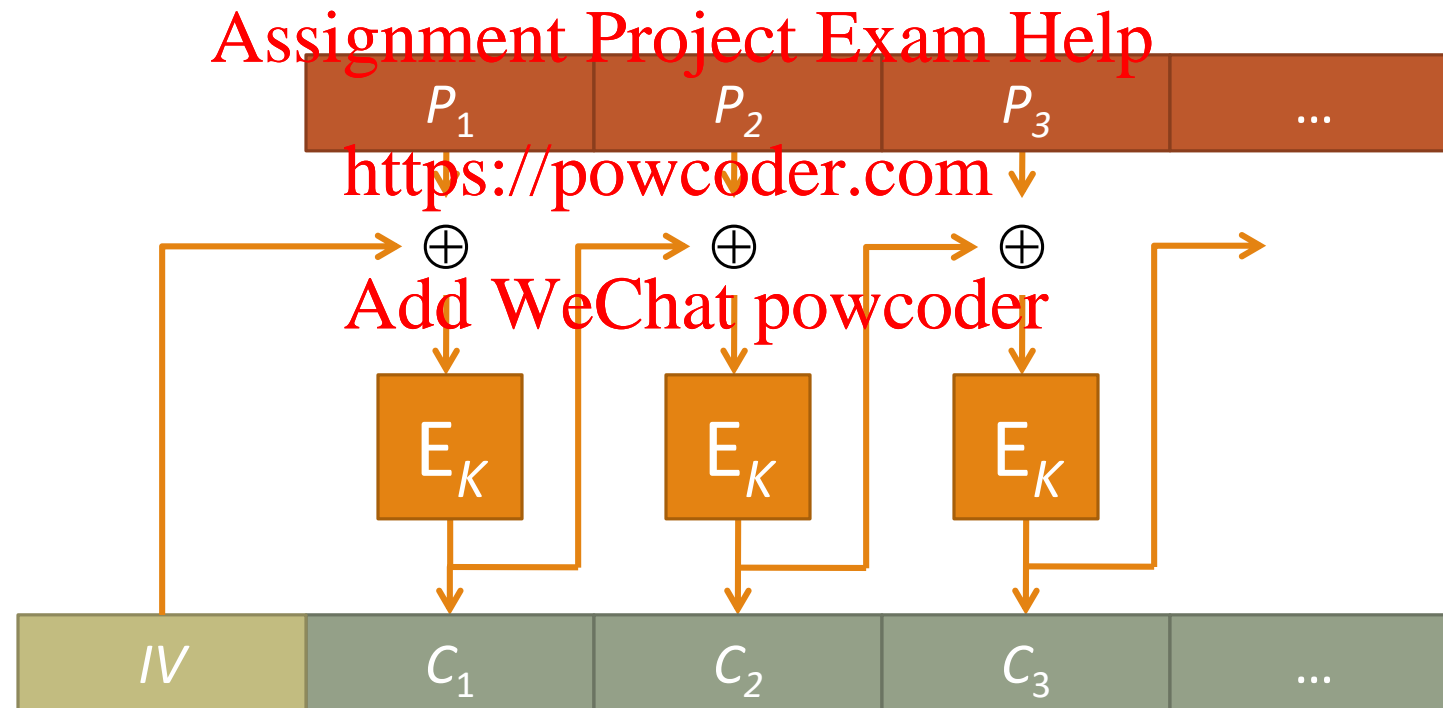 Assignment Project Exam Help
P1 P2 P3 ...
https://powcoder.com
Add WeChat powcoder
EK EK EK
IV C1 C2 C3 ...